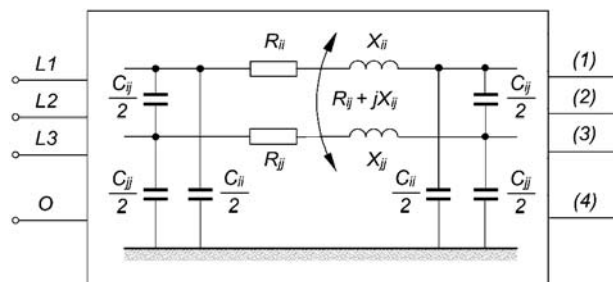 L1
L2
L3
O
R_ii
X_ii
C_ij/2
R_ij + jX_ij
C_ij/2
R_jj
X_jj
C_jj/2
C_ii/2
C_ii/2
C_jj/2
(1)
(2)
(3)
(4)